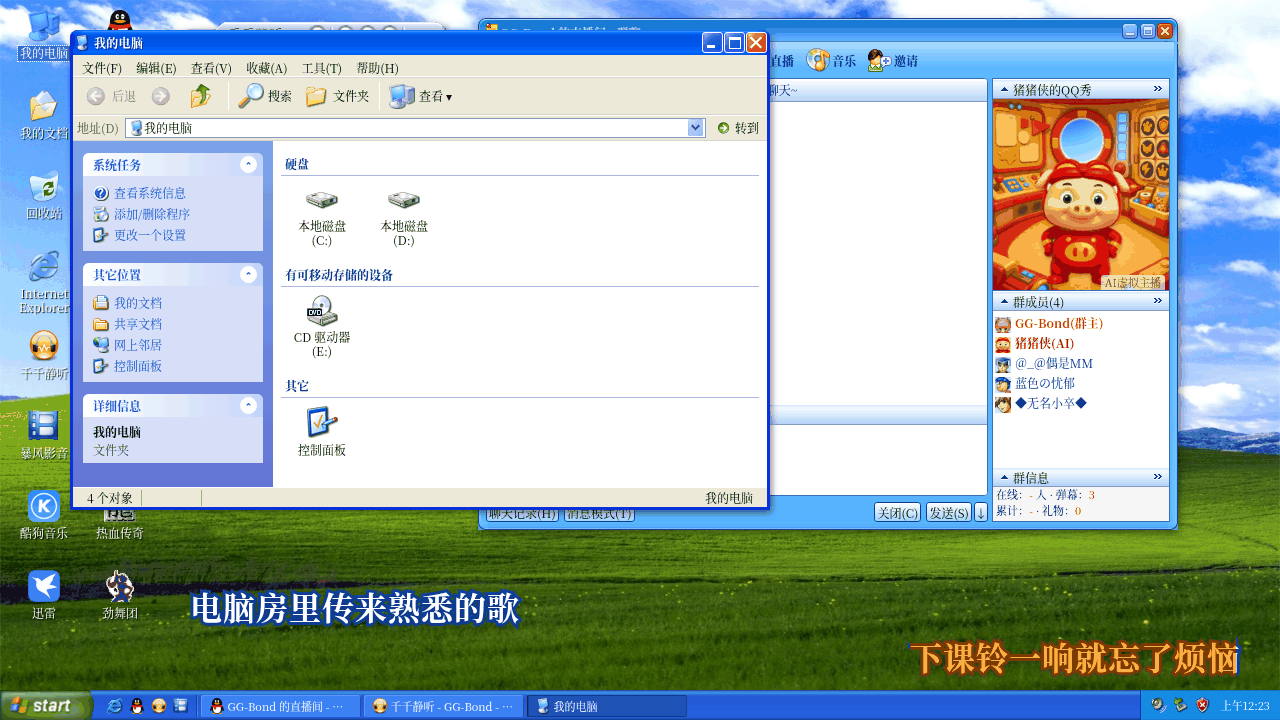 我的电脑
我的文档
回收站
Internet Explorer
千千静听
暴风影音
酷狗音乐
热血传奇
迅雷
劲舞团
我的电脑
文件(F) 编辑(E) 查看(V) 收藏(A) 工具(T) 帮助(H)
后退 搜索 文件夹 查看
地址(D) 我的电脑 转到
系统任务
查看系统信息
添加/删除程序
更改一个设置
其它位置
我的文档
共享文档
网上邻居
控制面板
详细信息
我的电脑
文件夹
硬盘
本地磁盘 (C:)
本地磁盘 (D:)
有可移动存储的设备
DVD
CD 驱动器 (E:)
其它
控制面板
4 个对象 我的电脑
直播 音乐 邀请
聊天~
猪猪侠的QQ秀
AI虚拟主播
群成员(4)
GG-Bond(群主)
猪猪侠(AI)
@_@偶是MM
蓝色の忧郁
◆无名小卒◆
群信息
在线: - 人 · 弹幕: 3
累计: - · 礼物: 0
聊天记录(H) 消息模式(T) 关闭(C) 发送(S) ↓
电脑房里传来熟悉的歌
下课铃一响就忘了烦恼
start
GG-Bond 的直播间 - ···
千千静听 - GG-Bond - ···
我的电脑
上午12:23